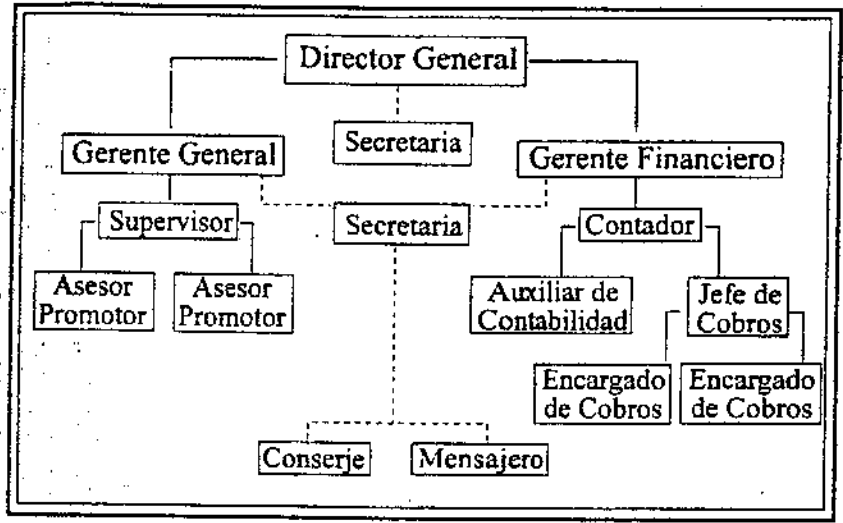 Director General
Secretaria
Gerente General
Gerente Financiero
Supervisor
Secretaria
Contador
Asesor
Promotor
Asesor
Promotor
Auxiliar de
Contabilidad
Jefe de
Cobros
Encargado
de Cobros
Encargado
de Cobros
Conserje
Mensajero